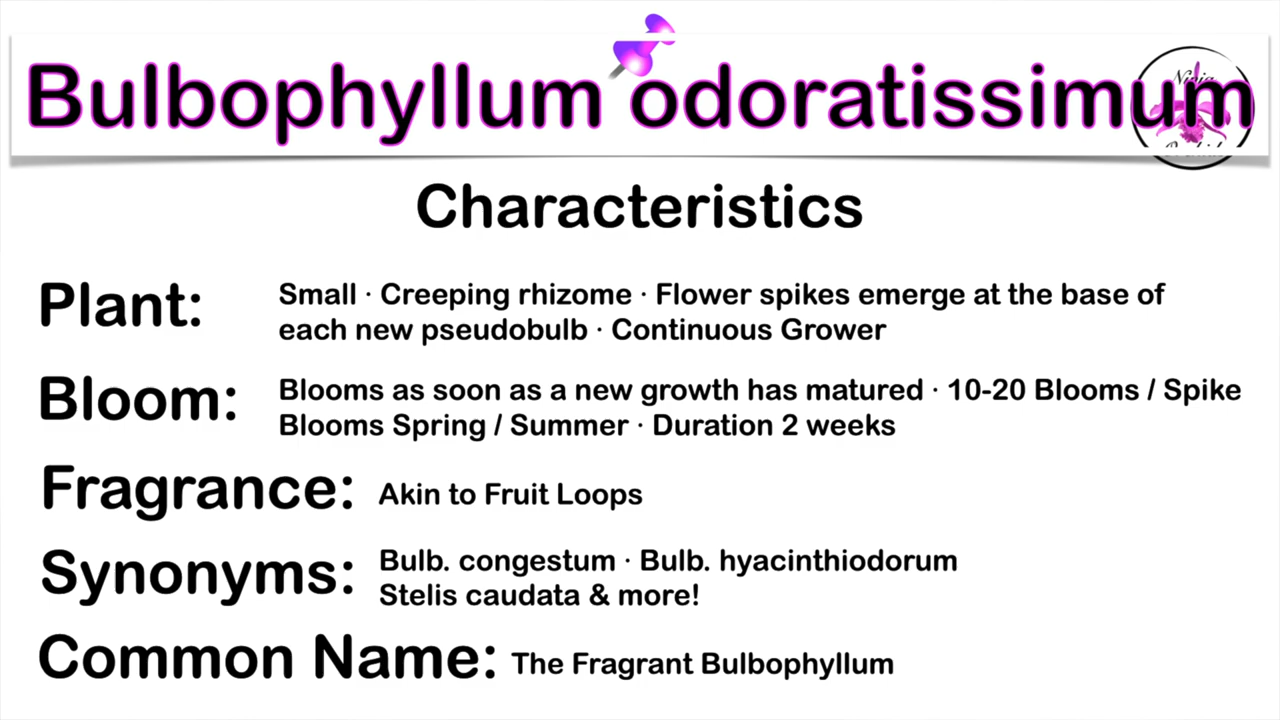 Bulbophyllum odoratissimum
Characteristics
Plant: Small · Creeping rhizome · Flower spikes emerge at the base of
each new pseudobulb · Continuous Grower
Bloom: Blooms as soon as a new growth has matured · 10-20 Blooms / Spike
Blooms Spring / Summer · Duration 2 weeks
Fragrance: Akin to Fruit Loops
Synonyms: Bulb. congestum · Bulb. hyacinthiodorum
Stelis caudata & more!
Common Name: The Fragrant Bulbophyllum